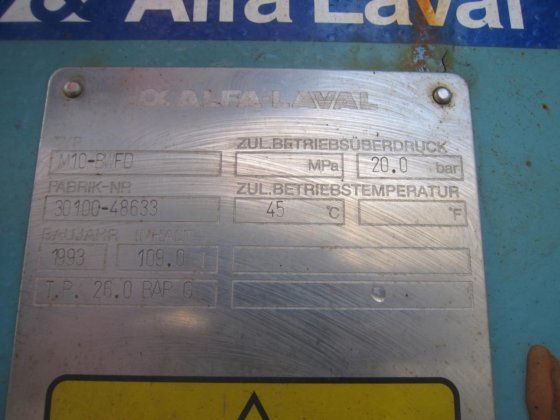 & Alfa Laval
ALFA-LAVAL
TYP ZUL.BETRIEBSÜBERDRUCK
M10-BWFD MPa 20.0 bar
FABRIK-NR ZUL.BETRIEBSTEMPERATUR
30100-48633 45 °C °F
BAUJAHR INHALT
1993 109.0
T.P. 26.0 BAR G